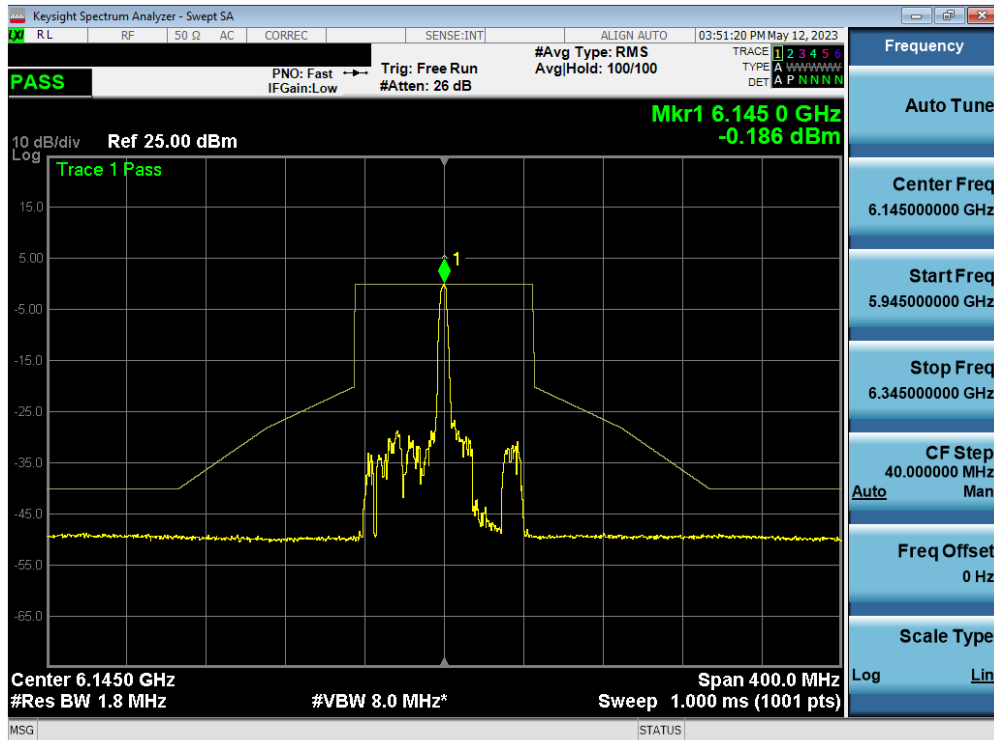 Keysight Spectrum Analyzer - Swept SA
LXI RL RF 50 Ω AC CORREC SENSE:INT ALIGN AUTO 03:51:20 PM May 12, 2023
Frequency
PASS
PNO: Fast
IFGain:Low
Trig: Free Run
#Atten: 26 dB
#Avg Type: RMS
Avg|Hold: 100/100
TRACE 1 2 3 4 5 6
TYPE A WWWWW
DET A P N N N N
Auto Tune
Mkr1 6.145 0 GHz
-0.186 dBm
10 dB/div Ref 25.00 dBm
Log
Trace 1 Pass
Center Freq
6.145000000 GHz
15.0
5.00
1
-5.00
-15.0
-25.0
-35.0
-45.0
-55.0
-65.0
Start Freq
5.945000000 GHz
Stop Freq
6.345000000 GHz
CF Step
40.000000 MHz
Auto Man
Freq Offset
0 Hz
Scale Type
Log Lin
Center 6.1450 GHz Span 400.0 MHz
#Res BW 1.8 MHz #VBW 8.0 MHz* Sweep 1.000 ms (1001 pts)
MSG STATUS